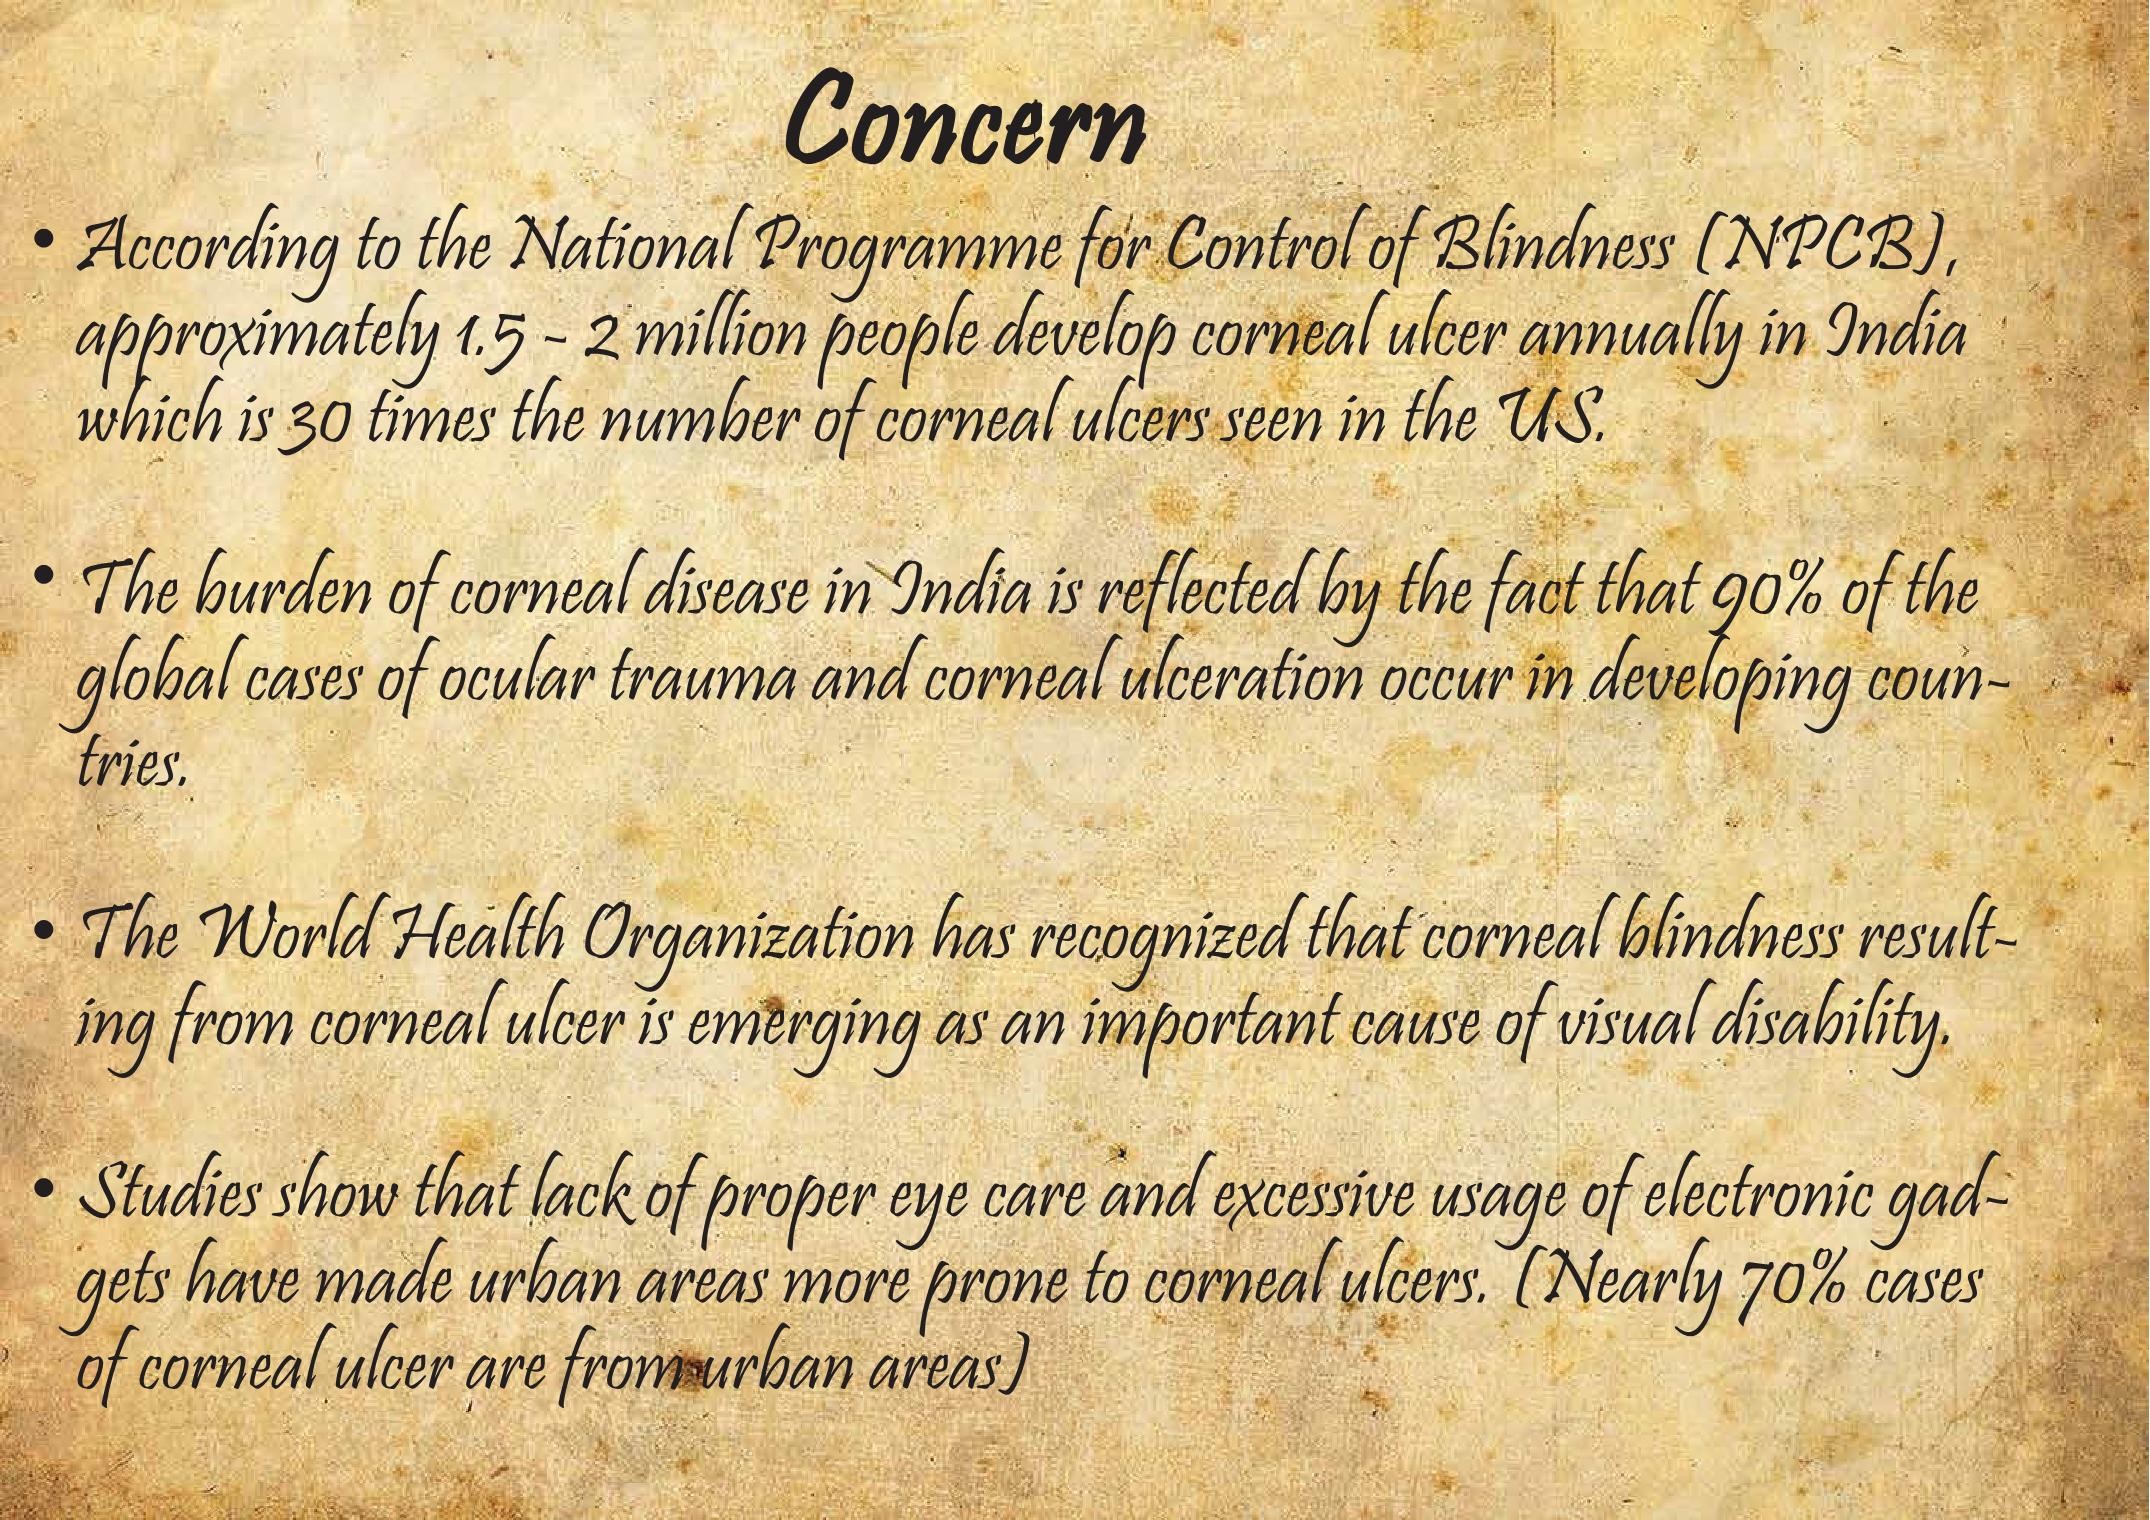 Concern
• According to the National Programme for Control of Blindness (NPCB),
approximately 1.5 - 2 million people develop corneal ulcer annually in India
which is 30 times the number of corneal ulcers seen in the US.
• The burden of corneal disease in India is reflected by the fact that 90% of the
global cases of ocular trauma and corneal ulceration occur in developing coun-
tries.
• The World Health Organization has recognized that corneal blindness result-
ing from corneal ulcer is emerging as an important cause of visual disability.
• Studies show that lack of proper eye care and excessive usage of electronic gad-
gets have made urban areas more prone to corneal ulcers. (Nearly 70% cases
of corneal ulcer are from urban areas)